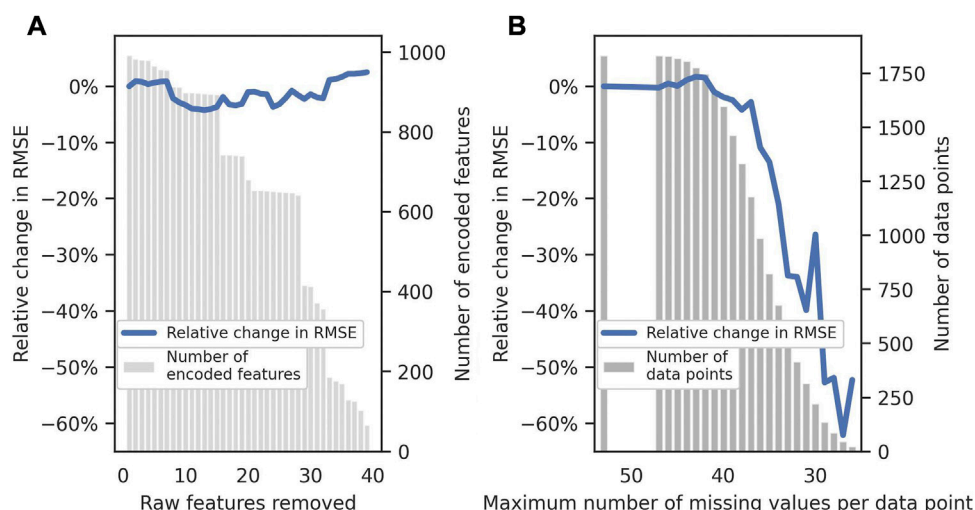 A
B
Relative change in RMSE
0%
−10%
−20%
−30%
−40%
−50%
−60%
Relative change in RMSE
Number of
encoded features
0
10
20
30
40
Raw features removed
1000
800
600
400
200
0
Number of encoded features
Relative change in RMSE
0%
−10%
−20%
−30%
−40%
−50%
−60%
Relative change in RMSE
Number of
data points
50
40
30
Maximum number of missing values per data point
1750
1500
1250
1000
750
500
250
0
Number of data points